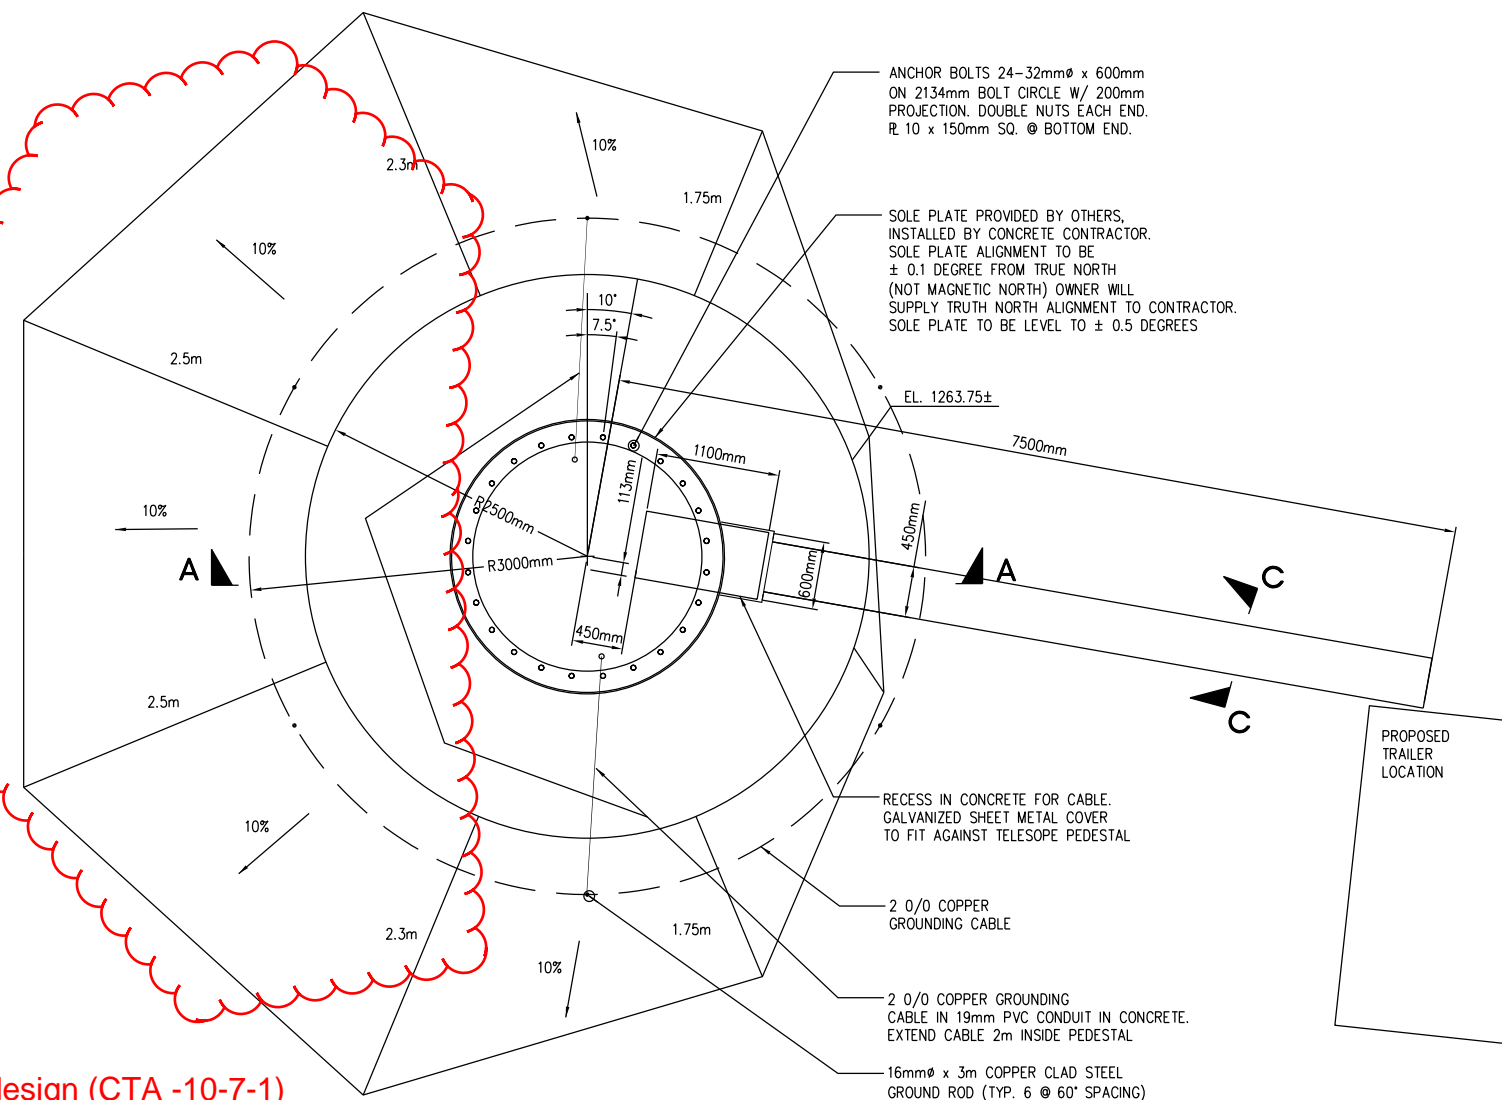 ANCHOR BOLTS 24-32mmø x 600mm
ON 2134mm BOLT CIRCLE W/ 200mm
PROJECTION. DOUBLE NUTS EACH END.
PL 10 x 150mm SQ. @ BOTTOM END.
SOLE PLATE PROVIDED BY OTHERS,
INSTALLED BY CONCRETE CONTRACTOR.
SOLE PLATE ALIGNMENT TO BE
± 0.1 DEGREE FROM TRUE NORTH
(NOT MAGNETIC NORTH) OWNER WILL
SUPPLY TRUTH NORTH ALIGNMENT TO CONTRACTOR.
SOLE PLATE TO BE LEVEL TO ± 0.5 DEGREES
10%
2.3m
1.75m
10%
10°
7.5°
2.5m
EL. 1263.75±
7500mm
1100mm
113mm
R2500mm
10%
450mm
R3000mm
600mm
A
A
C
450mm
2.5m
C
PROPOSED
TRAILER
LOCATION
RECESS IN CONCRETE FOR CABLE.
GALVANIZED SHEET METAL COVER
TO FIT AGAINST TELESOPE PEDESTAL
10%
2 0/0 COPPER
GROUNDING CABLE
2.3m
1.75m
10%
2 0/0 COPPER GROUNDING
CABLE IN 19mm PVC CONDUIT IN CONCRETE.
EXTEND CABLE 2m INSIDE PEDESTAL
16mmø x 3m COPPER CLAD STEEL
GROUND ROD (TYP. 6 @ 60° SPACING)
design (CTA -10-7-1)